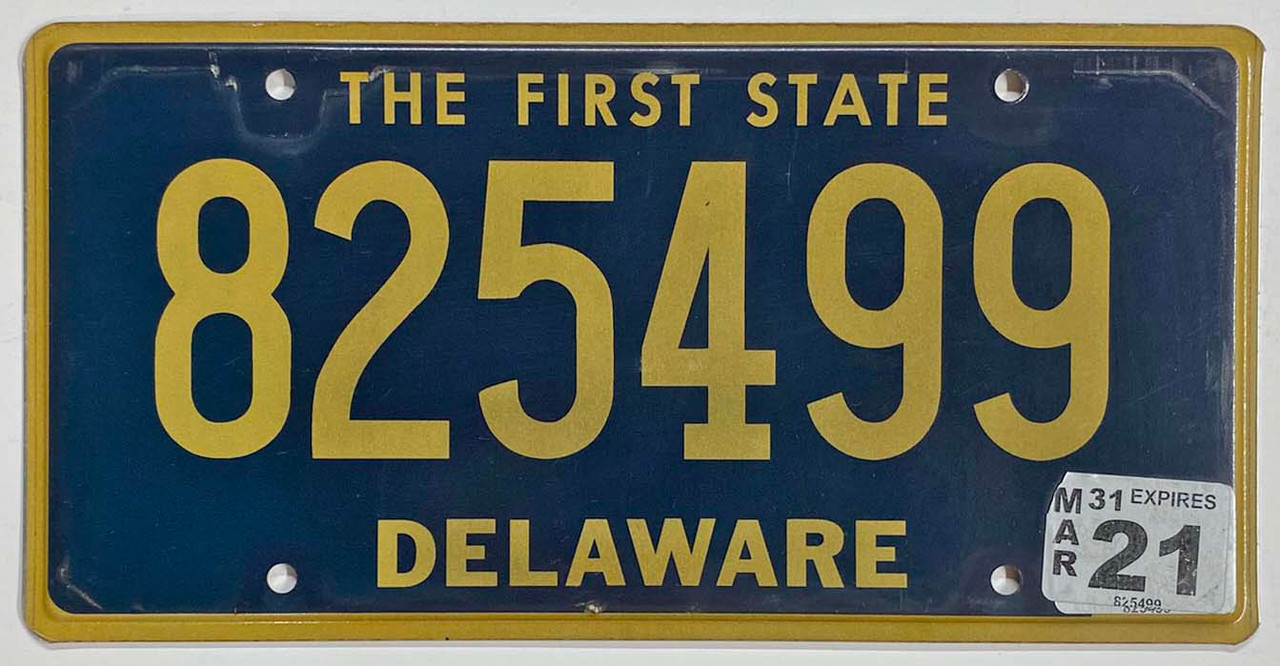 THE FIRST STATE
825499
DELAWARE
MAR 31 EXPIRES
21
825499